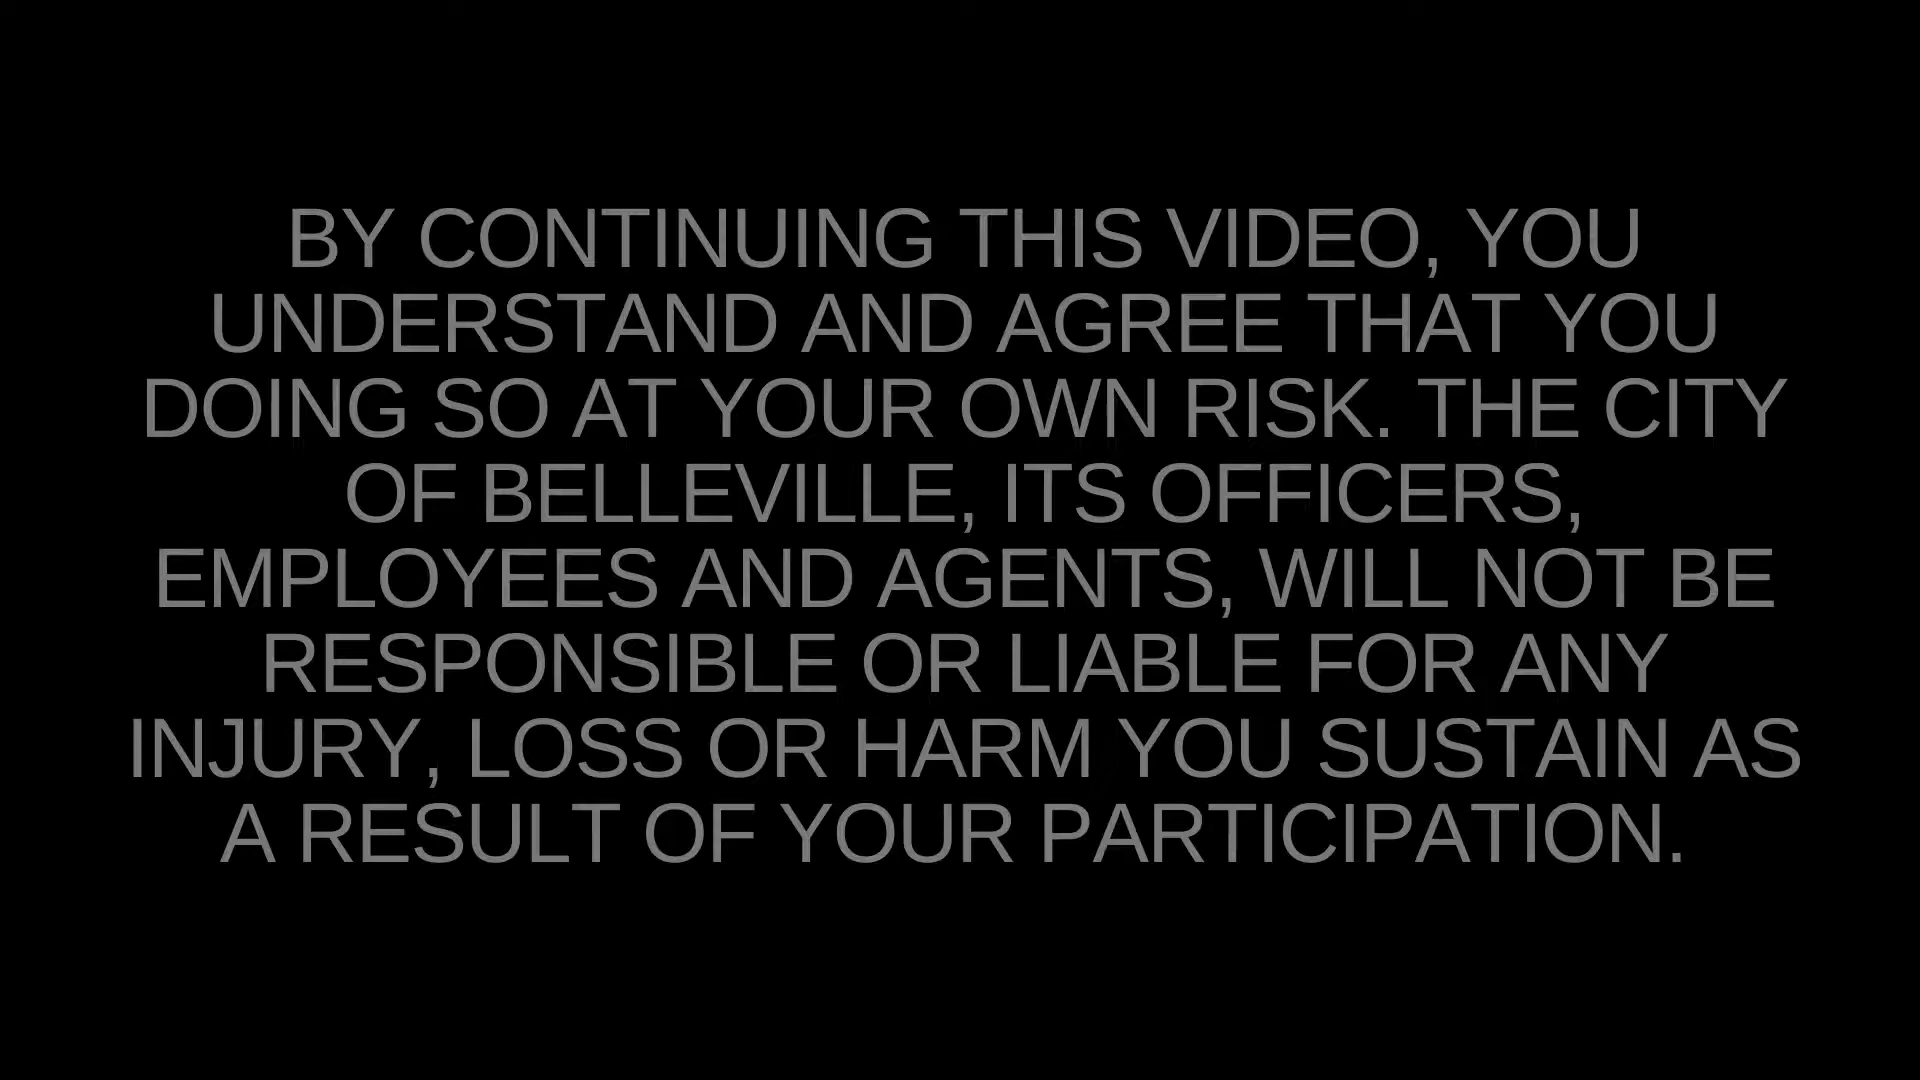 BY CONTINUING THIS VIDEO, YOU
UNDERSTAND AND AGREE THAT YOU
DOING SO AT YOUR OWN RISK. THE CITY
OF BELLEVILLE, ITS OFFICERS,
EMPLOYEES AND AGENTS, WILL NOT BE
RESPONSIBLE OR LIABLE FOR ANY
INJURY, LOSS OR HARM YOU SUSTAIN AS
A RESULT OF YOUR PARTICIPATION.